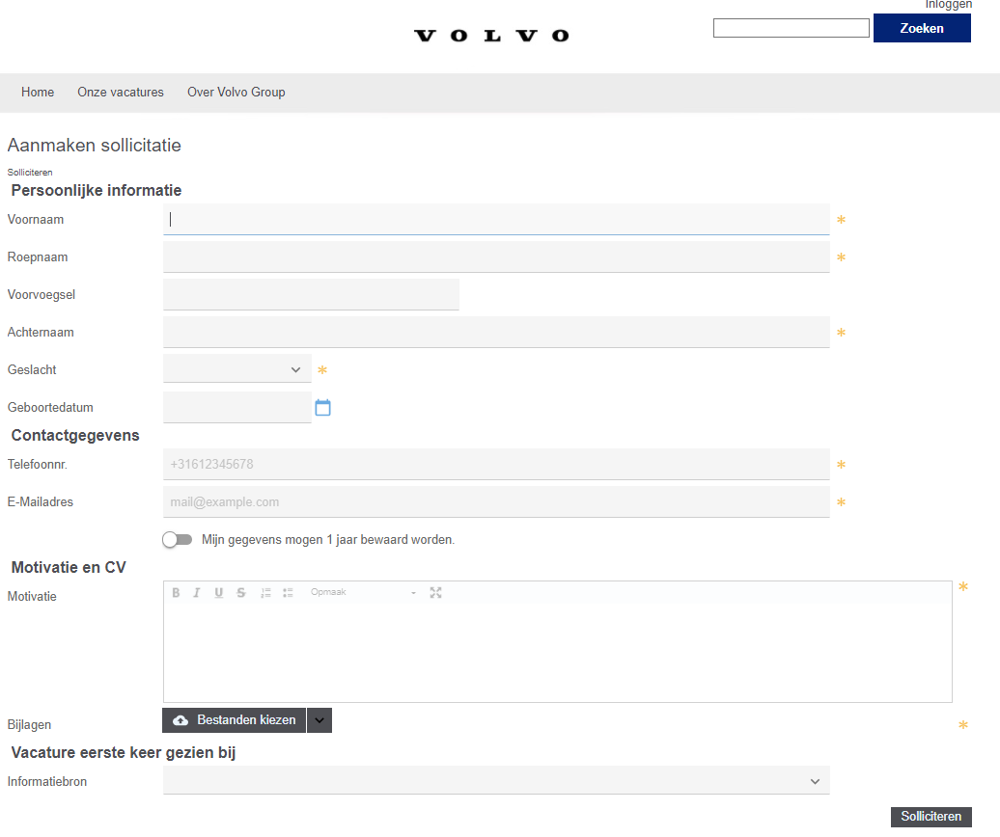 Inloggen
VOLVO
Zoeken
Home Onze vacatures Over Volvo Group
Aanmaken sollicitatie
Solliciteren
Persoonlijke informatie
Voornaam *
Roepnaam *
Voorvoegsel
Achternaam *
Geslacht *
Geboortedatum
Contactgegevens
Telefoonnr. +31612345678 *
E-Mailadres mail@example.com *
Mijn gegevens mogen 1 jaar bewaard worden.
Motivatie en CV
Motivatie B I U S Opmaak *
Bijlagen Bestanden kiezen *
Vacature eerste keer gezien bij
Informatiebron
Solliciteren